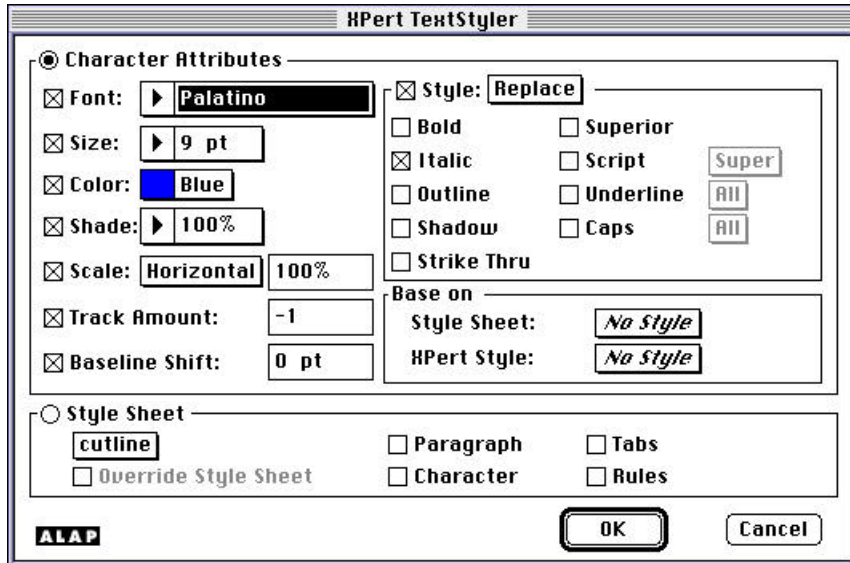 XPert TextStyler
Character Attributes
Font: Palatino
Size: 9 pt
Color: Blue
Shade: 100%
Scale: Horizontal 100%
Track Amount: -1
Baseline Shift: 0 pt
Style: Replace
Bold Superior
Italic Script Super
Outline Underline All
Shadow Caps All
Strike Thru
Base on
Style Sheet: No Style
XPert Style: No Style
Style Sheet
cutline Paragraph Tabs
Override Style Sheet Character Rules
ALAP OK Cancel